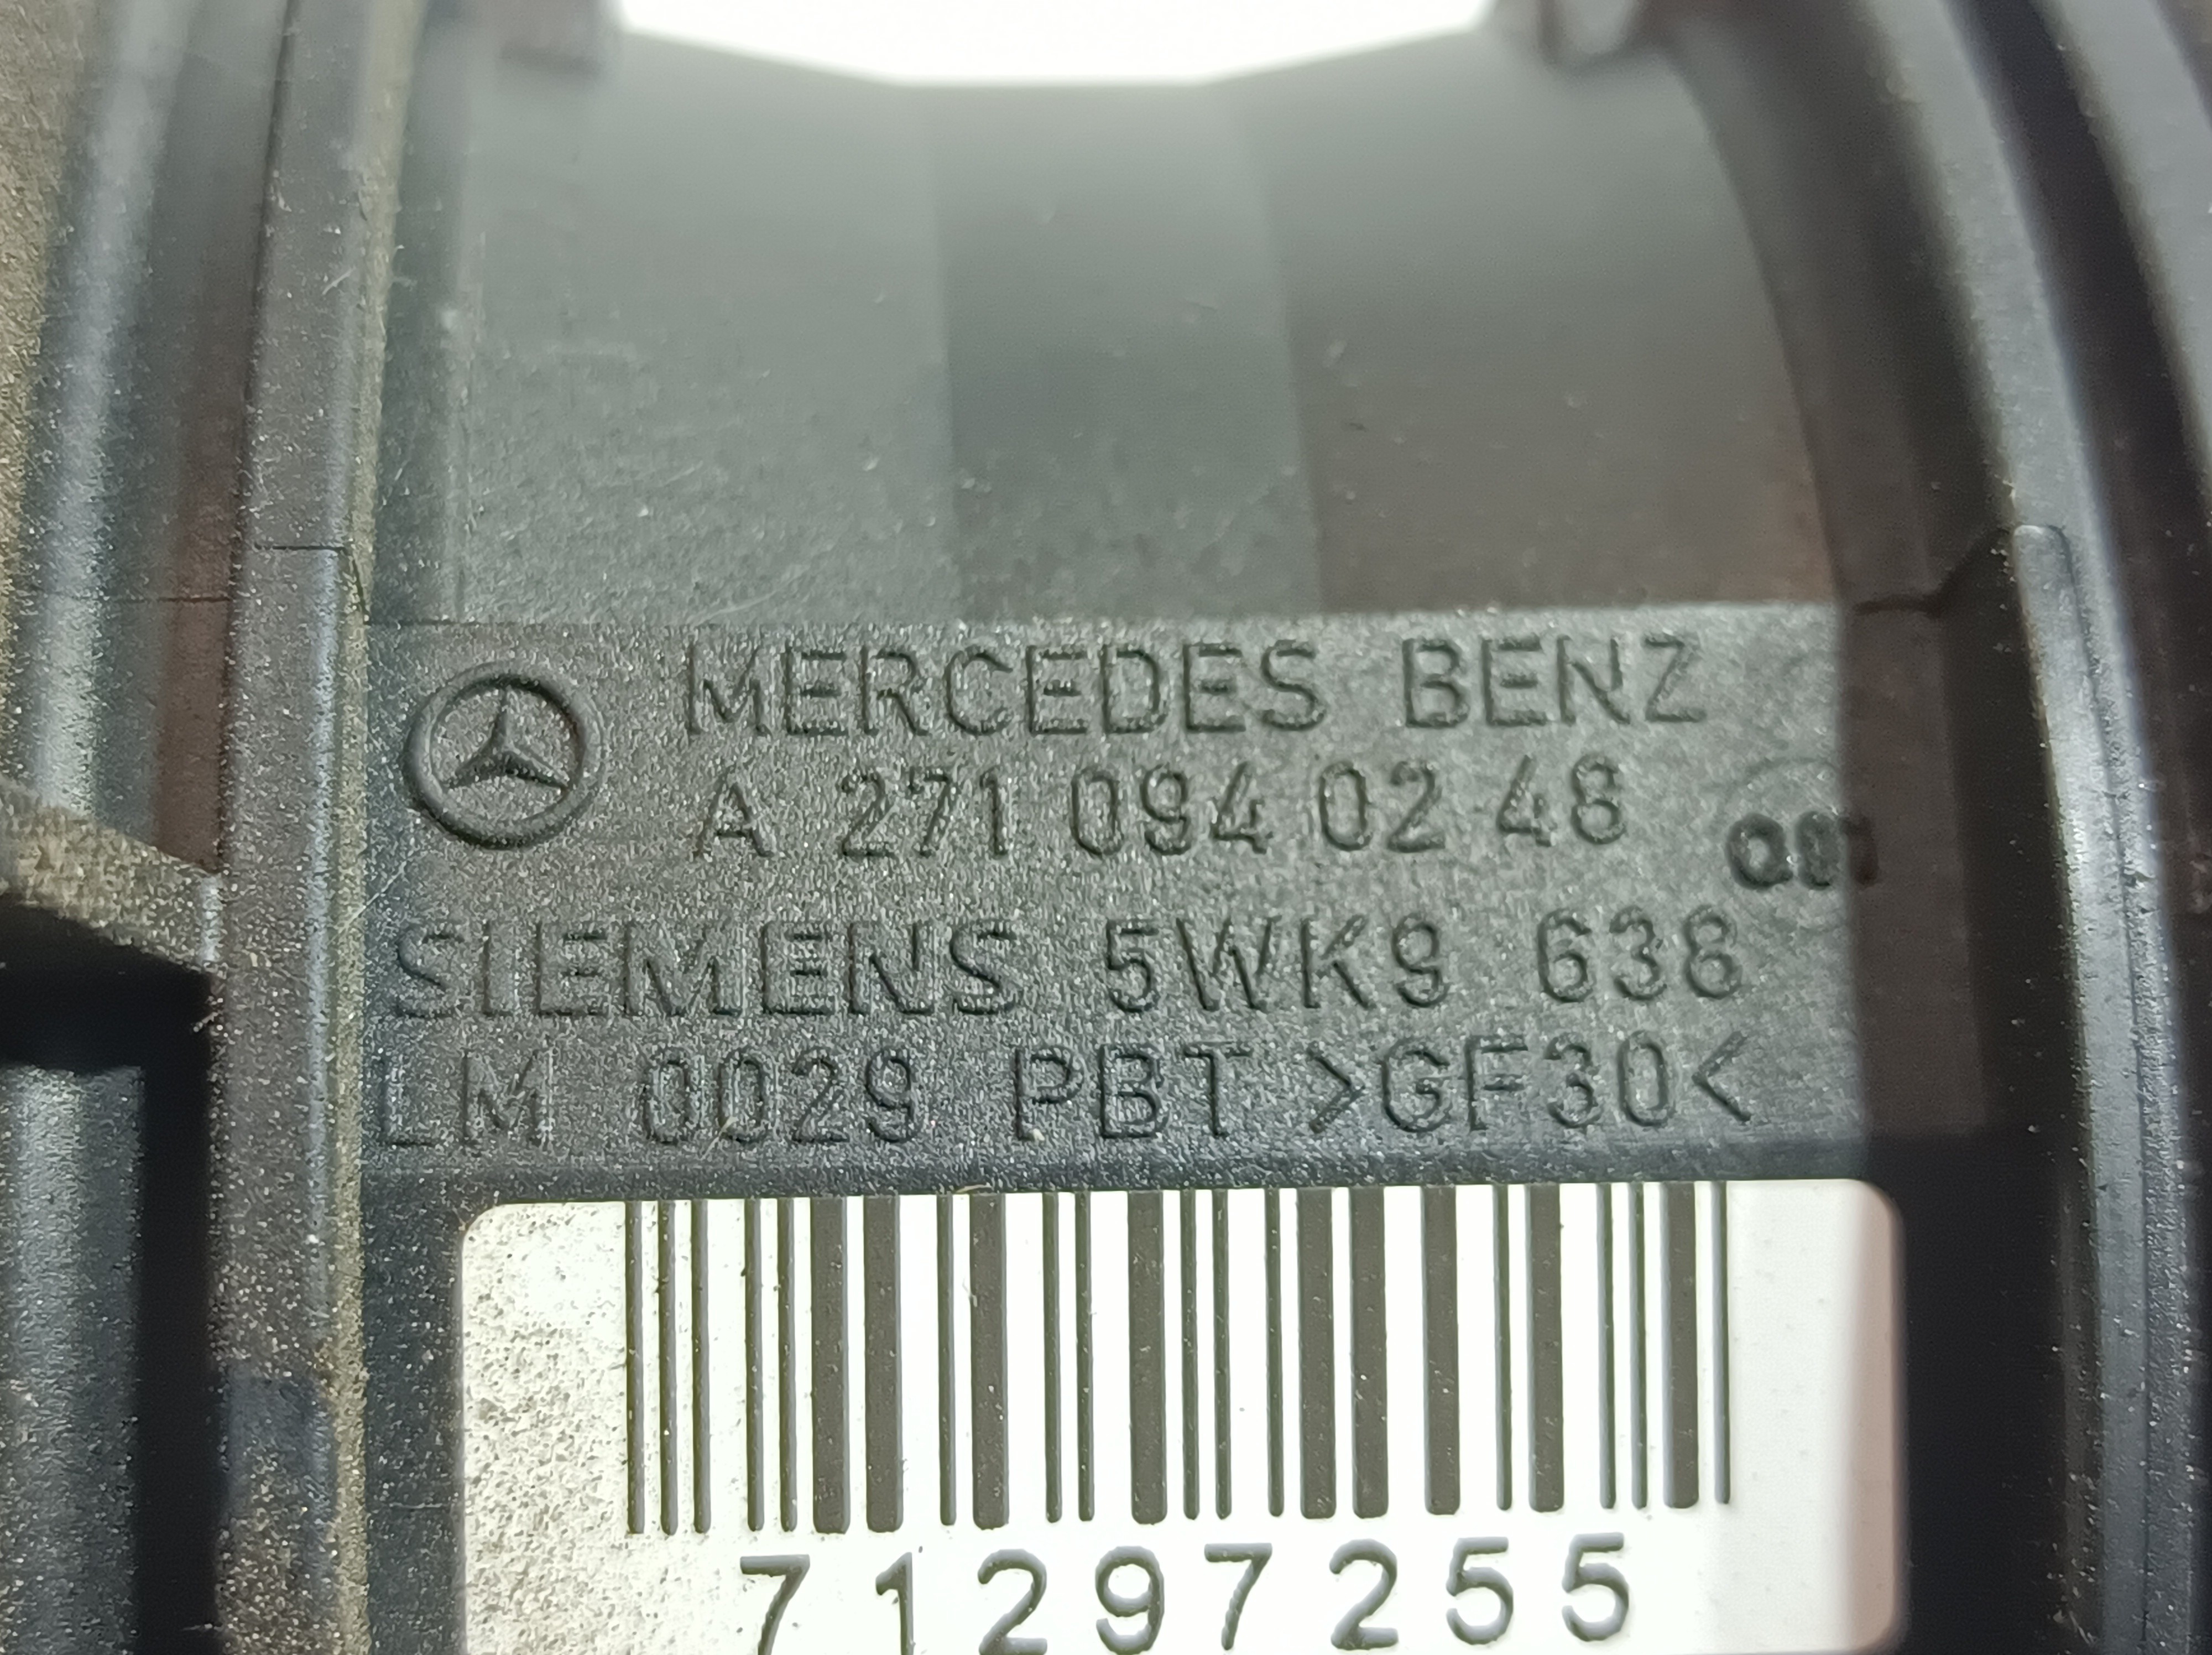 MERCEDES BENZ
A 271 094 02 48
SIEMENS 5WK9 638
LM 0029 PBT >GF30<
71297255